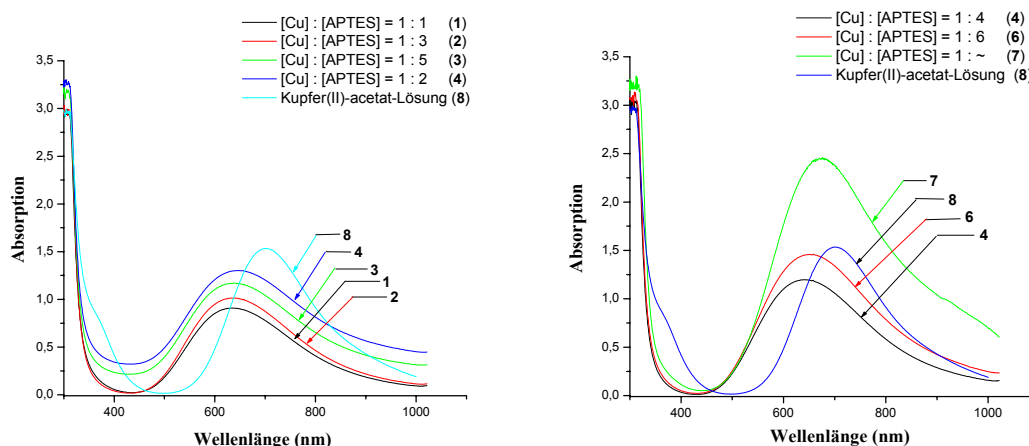 [Cu] : [APTES] = 1 : 1 (1)
[Cu] : [APTES] = 1 : 3 (2)
[Cu] : [APTES] = 1 : 5 (3)
[Cu] : [APTES] = 1 : 2 (4)
Kupfer(II)-acetat-Lösung (8)
3,5
3,0
2,5
2,0
1,5
1,0
0,5
0,0
Absorption
8
4
3
1
2
400 600 800 1000
Wellenlänge (nm)
[Cu] : [APTES] = 1 : 4 (4)
[Cu] : [APTES] = 1 : 6 (6)
[Cu] : [APTES] = 1 : ~ (7)
Kupfer(II)-acetat-Lösung (8)
3,5
3,0
2,5
2,0
1,5
1,0
0,5
0,0
Absorption
7
8
6
4
400 600 800 1000
Wellenlänge (nm)